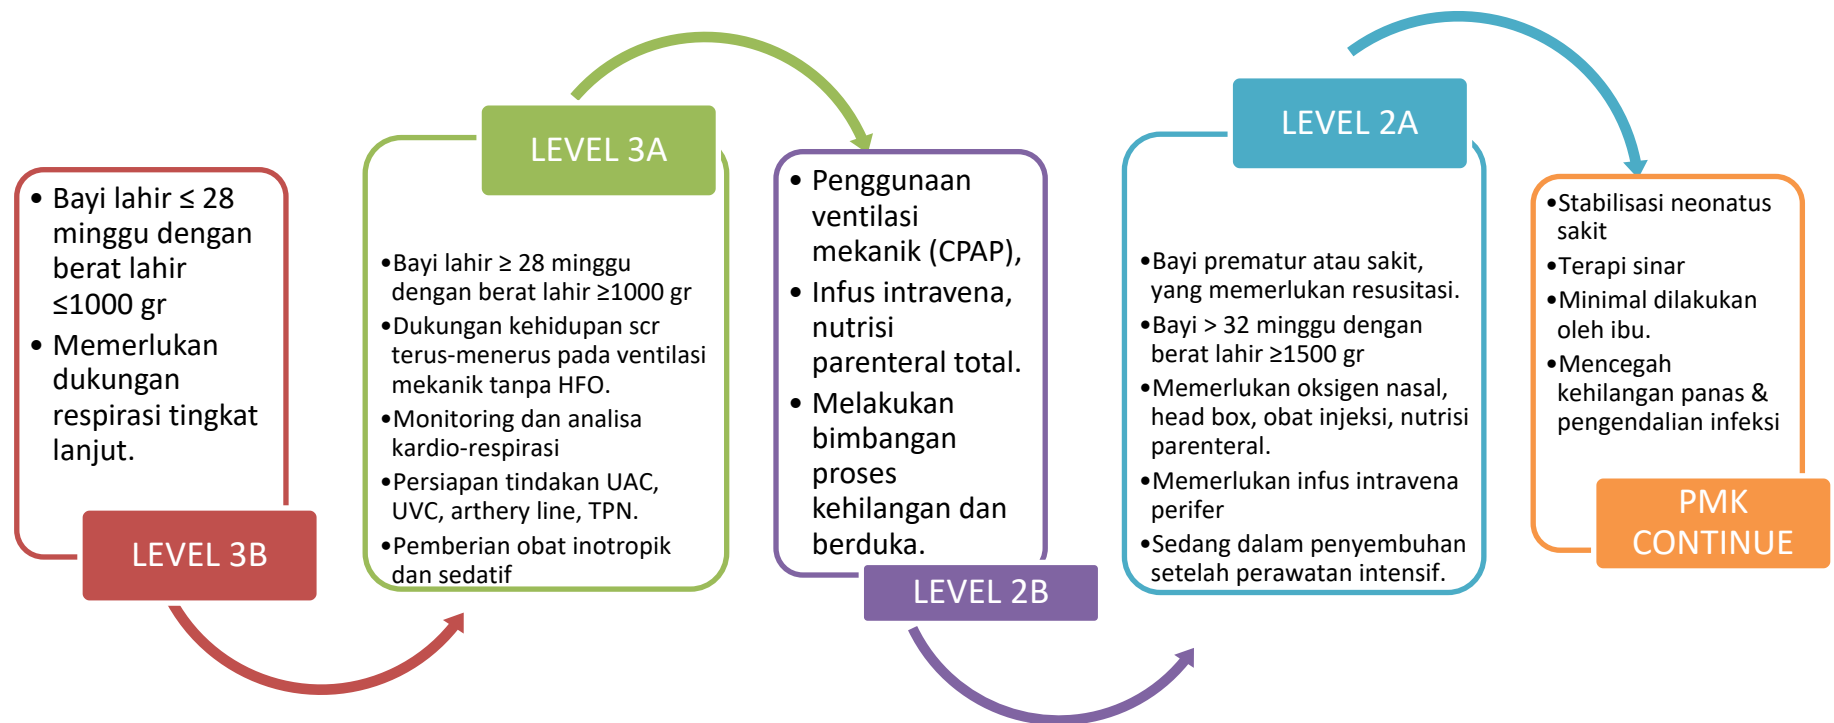 • Bayi lahir ≤ 28
minggu dengan
berat lahir
≤1000 gr
• Memerlukan
dukungan
respirasi tingkat
lanjut.
LEVEL 3B
LEVEL 3A
•Bayi lahir ≥ 28 minggu
dengan berat lahir ≥1000 gr
•Dukungan kehidupan scr
terus-menerus pada ventilasi
mekanik tanpa HFO.
•Monitoring dan analisa
kardio-respirasi
•Persiapan tindakan UAC,
UVC, arthery line, TPN.
•Pemberian obat inotropik
dan sedatif
• Penggunaan
ventilasi
mekanik (CPAP),
• Infus intravena,
nutrisi
parenteral total.
• Melakukan
bimbangan
proses
kehilangan dan
berduka.
LEVEL 2B
LEVEL 2A
•Bayi prematur atau sakit,
yang memerlukan resusitasi.
•Bayi > 32 minggu dengan
berat lahir ≥1500 gr
•Memerlukan oksigen nasal,
head box, obat injeksi, nutrisi
parenteral.
•Memerlukan infus intravena
perifer
•Sedang dalam penyembuhan
setelah perawatan intensif.
•Stabilisasi neonatus
sakit
•Terapi sinar
•Minimal dilakukan
oleh ibu.
•Mencegah
kehilangan panas &
pengendalian infeksi
PMK
CONTINUE